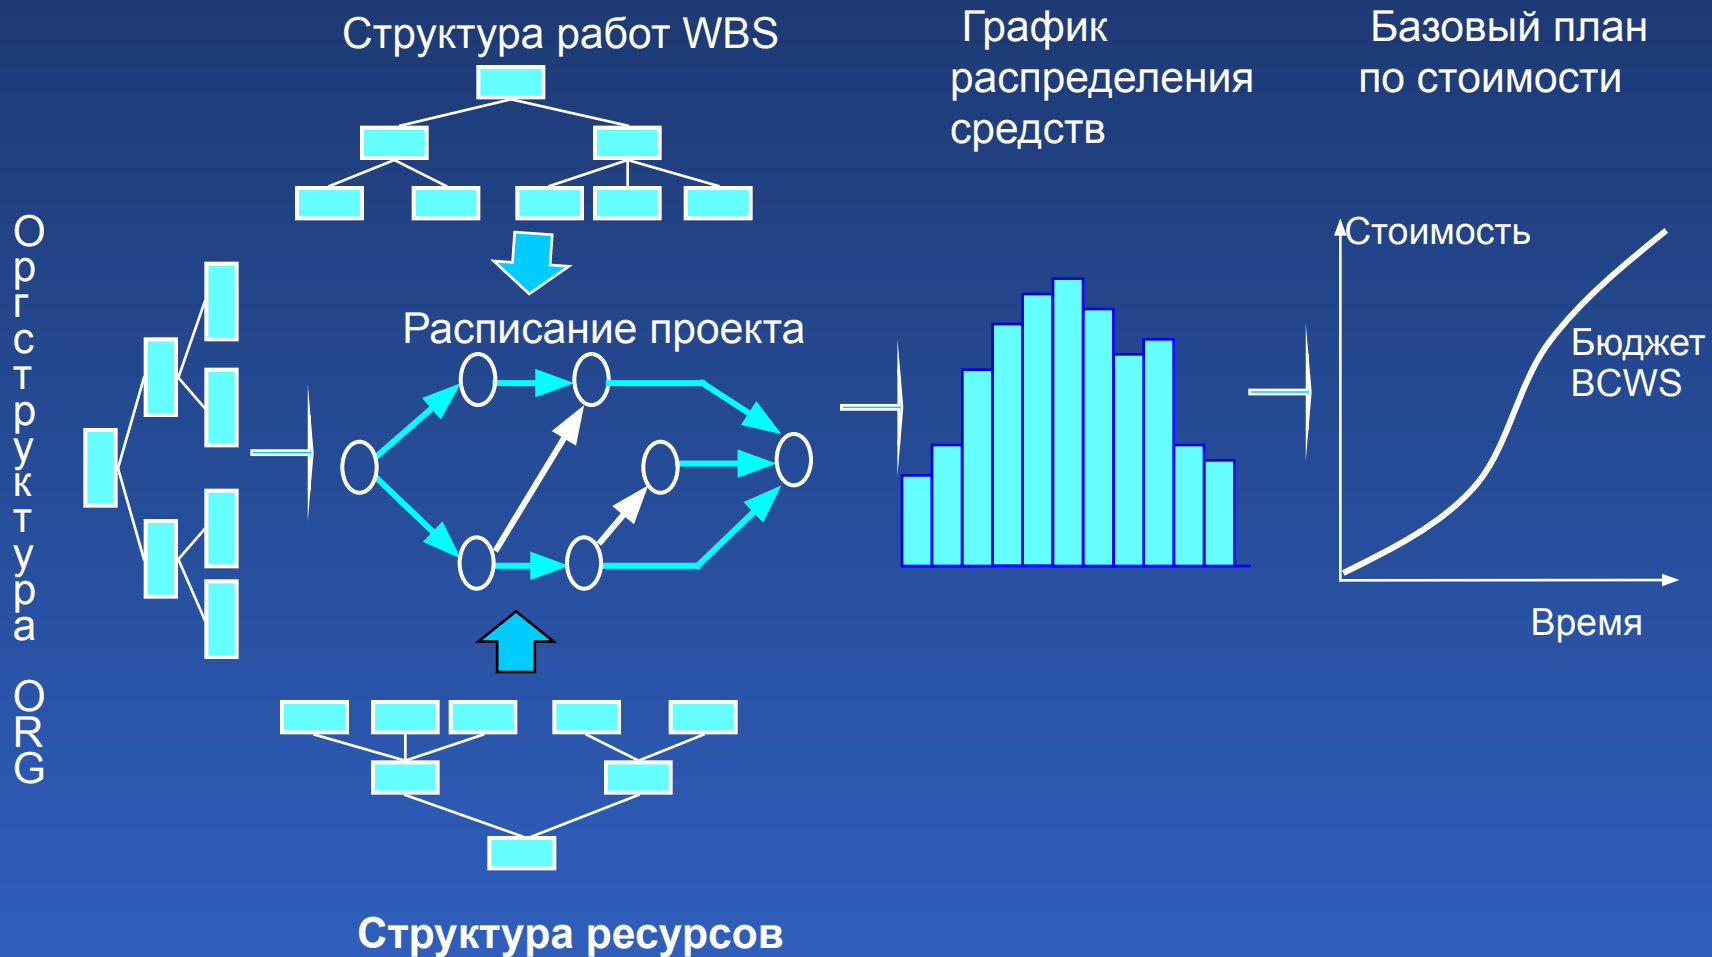 Структура работ WBS
График
распределения
средств
Базовый план
по стоимости
Оргструктура ORG
Расписание проекта
Стоимость
Бюджет
BCWS
Время
Структура ресурсов